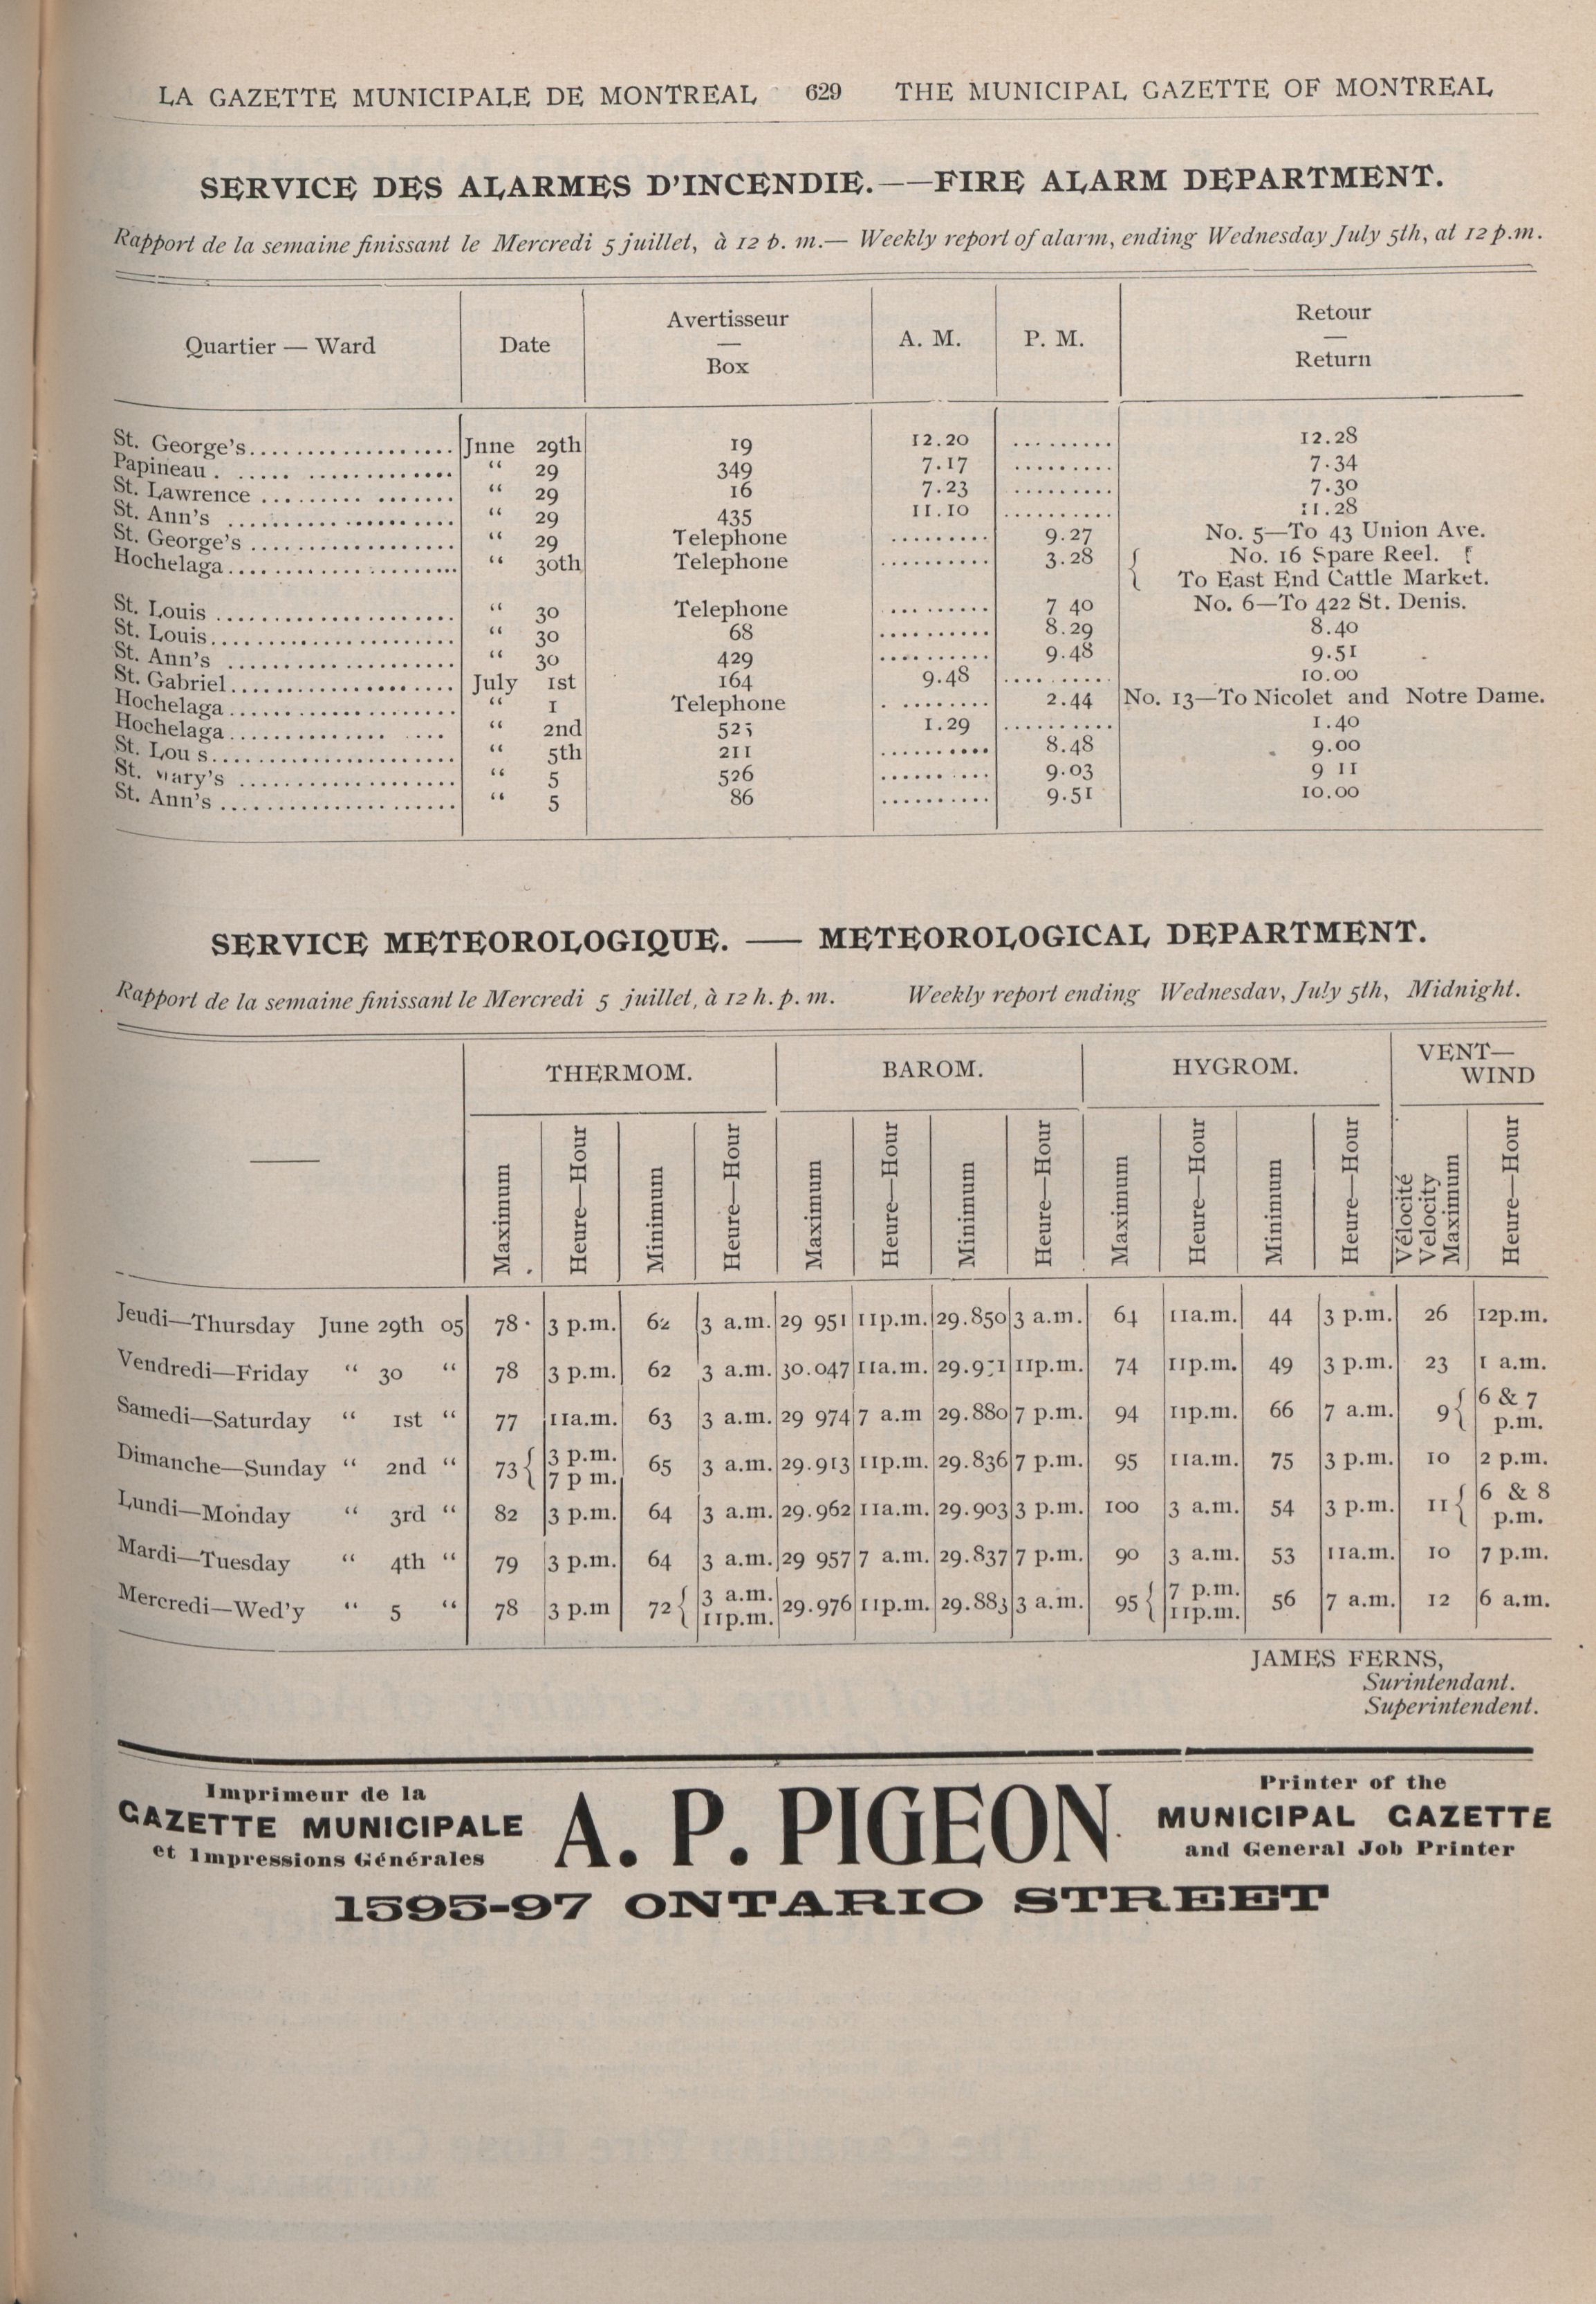 LA GAZETTE MUNICIPALE DE MONTREAL 629 THE MUNICIPAL GAZETTE OF MONTREAL
SERVICE DES ALARMES D'INCENDIE.——FIRE ALARM DEPARTMENT.
Rapport de la semaine finissant le Mercredi 5 juillet, à 12 p. m.— Weekly report of alarm, ending Wednesday July 5th, at 12 p.m.
Quartier — Ward Date Avertisseur — Box A. M. P. M. Retour — Return
St. George's.................. Jnne 29th 19 12.20 ......... 12.28
Papineau . ...... ............. “ 29 349 7.17 ......... 7.34
St. Lawrence ......... ....... “ 29 16 7.23 ......... 7.30
St. Ann's .................... “ 29 435 11.10 .......... 11.28
St. George's .................. “ 29 Telephone ......... 9.27 No. 5—To 43 Union Ave.
Hochelaga.................... “ 30th Telephone .......... 3.28 { No. 16 Spare Reel.
To East End Cattle Market.
St. Louis ..................... “ 30 Telephone .......... 7 40 No. 6—To 422 St. Denis.
St. Louis...................... “ 30 68 .......... 8.29 8.40
St. Ann's .................... “ 30 429 .......... 9.48 9.51
St. Gabriel.................... July 1st 164 9.48 .......... 10.00
Hochelaga.................... “ 1 Telephone . ........ 2.44 No. 13—To Nicolet and Notre Dame.
Hochelaga.............. .... “ 2nd 525 1.29 .......... 1.40
St. Lou s...................... “ 5th 211 .......... 8.48 9.00
St. Mary's ................... “ 5 526 .......... 9.03 9 11
St. Ann's ..................... “ 5 86 .......... 9.51 10.00
SERVICE METEOROLOGIQUE. —— METEOROLOGICAL DEPARTMENT.
Rapport de la semaine finissant le Mercredi 5 juillet, à 12 h. p. m. Weekly report ending Wednesday, July 5th, Midnight.
— THERMOM. BAROM. HYGROM. VENT—
WIND
Maximum Heure—Hour Minimum Heure—Hour Maximum Heure—Hour Minimum Heure—Hour Maximum Heure—Hour Minimum Heure—Hour Vélocité Velocity Maximum Heure—Hour
Jeudi—Thursday June 29th 05 78 3 p.m. 62 3 a.m. 29 951 11p.m. 29.850 3 a.m. 64 11a.m. 44 3 p.m. 26 12p.m.
Vendredi—Friday “ 30 “ 78 3 p.m. 62 3 a.m. 30.047 11a.m. 11p.m. 74 11p.m. 49 3 p.m. 23 1 a.m.
Samedi—Saturday “ 1st “ 77 11a.m. 63 3 a.m. 29 974 7 a.m 29.880 7 p.m. 94 11p.m. 66 7 a.m. 9 { 6 & 7 p.m.
Dimanche—Sunday “ 2nd “ 73 { 3 p.m. 7 p m. 65 3 a.m. 29.913 11p.m. 29.836 7 p.m. 95 11a.m. 75 3 p.m. 10 2 p.m.
Lundi—Monday “ 3rd “ 82 3 p.m. 64 3 a.m. 29.962 11a.m. 29.903 3 p.m. 100 3 a.m. 54 3 p.m. 11 { 6 & 8 p.m.
Mardi—Tuesday “ 4th “ 79 3 p.m. 64 3 a.m. 29 957 7 a.m. 29.837 7 p.m. 90 3 a.m. 53 11a.m. 10 7 p.m.
Mercredi—Wed'y “ 5 “ 78 3 p.m 72 { 3 a.m. 11p.m. 29.976 11p.m. 29.883 3 a.m. 95 { 7 p.m. 11p.m. 56 7 a.m. 12 6 a.m.
JAMES FERNS,
Surintendant.
Superintendent.
Imprimeur de la
GAZETTE MUNICIPALE
et Impressions Générales
A. P. PIGEON
Printer of the
MUNICIPAL GAZETTE
and General Job Printer
1595-97 ONTARIO STREET